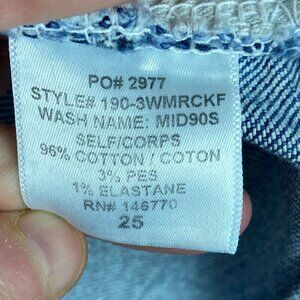 PO# 2977
STYLE# 190-3WMRCKF
WASH NAME: MID90S
SELF/CORPS
96% COTTON / COTON
3% PES
1% ELASTANE
RN# 146770
25